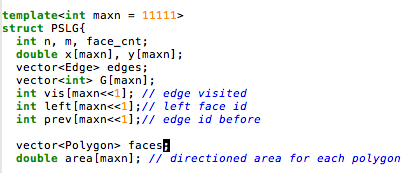 template<int maxn = 11111>
struct PSLG{
int n, m, face_cnt;
double x[maxn], y[maxn];
vector<Edge> edges;
vector<int> G[maxn];
int vis[maxn<<1]; // edge visited
int left[maxn<<1];// left face id
int prev[maxn<<1];// edge id before
vector<Polygon> faces;
double area[maxn]; // directioned area for each polygon